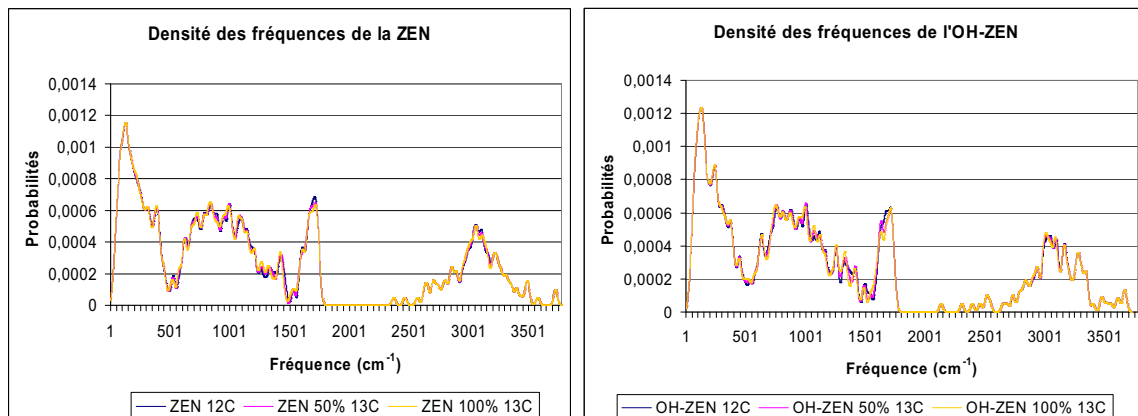 Densité des fréquences de la ZEN
0,0014
0,0012
0,001
0,0008
0,0006
0,0004
0,0002
0
Probabilités
1 501 1001 1501 2001 2501 3001 3501
Fréquence (cm-1)
ZEN 12C ZEN 50% 13C ZEN 100% 13C
Densité des fréquences de l'OH-ZEN
0,0014
0,0012
0,001
0,0008
0,0006
0,0004
0,0002
0
Probabilités
1 501 1001 1501 2001 2501 3001 3501
Fréquence (cm-1)
OH-ZEN 12C OH-ZEN 50% 13C OH-ZEN 100% 13C